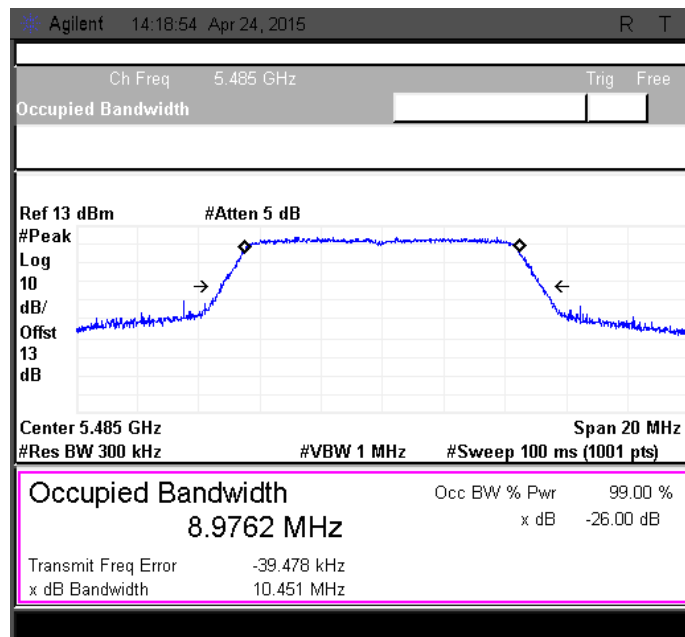 Agilent 14:18:54 Apr 24, 2015 R T
Ch Freq 5.485 GHz Trig Free
Occupied Bandwidth
Ref 13 dBm #Atten 5 dB
#Peak
Log
10
dB/
Offst
13
dB
Center 5.485 GHz Span 20 MHz
#Res BW 300 kHz #VBW 1 MHz #Sweep 100 ms (1001 pts)
Occupied Bandwidth Occ BW % Pwr 99.00 %
8.9762 MHz x dB -26.00 dB
Transmit Freq Error -39.478 kHz
x dB Bandwidth 10.451 MHz